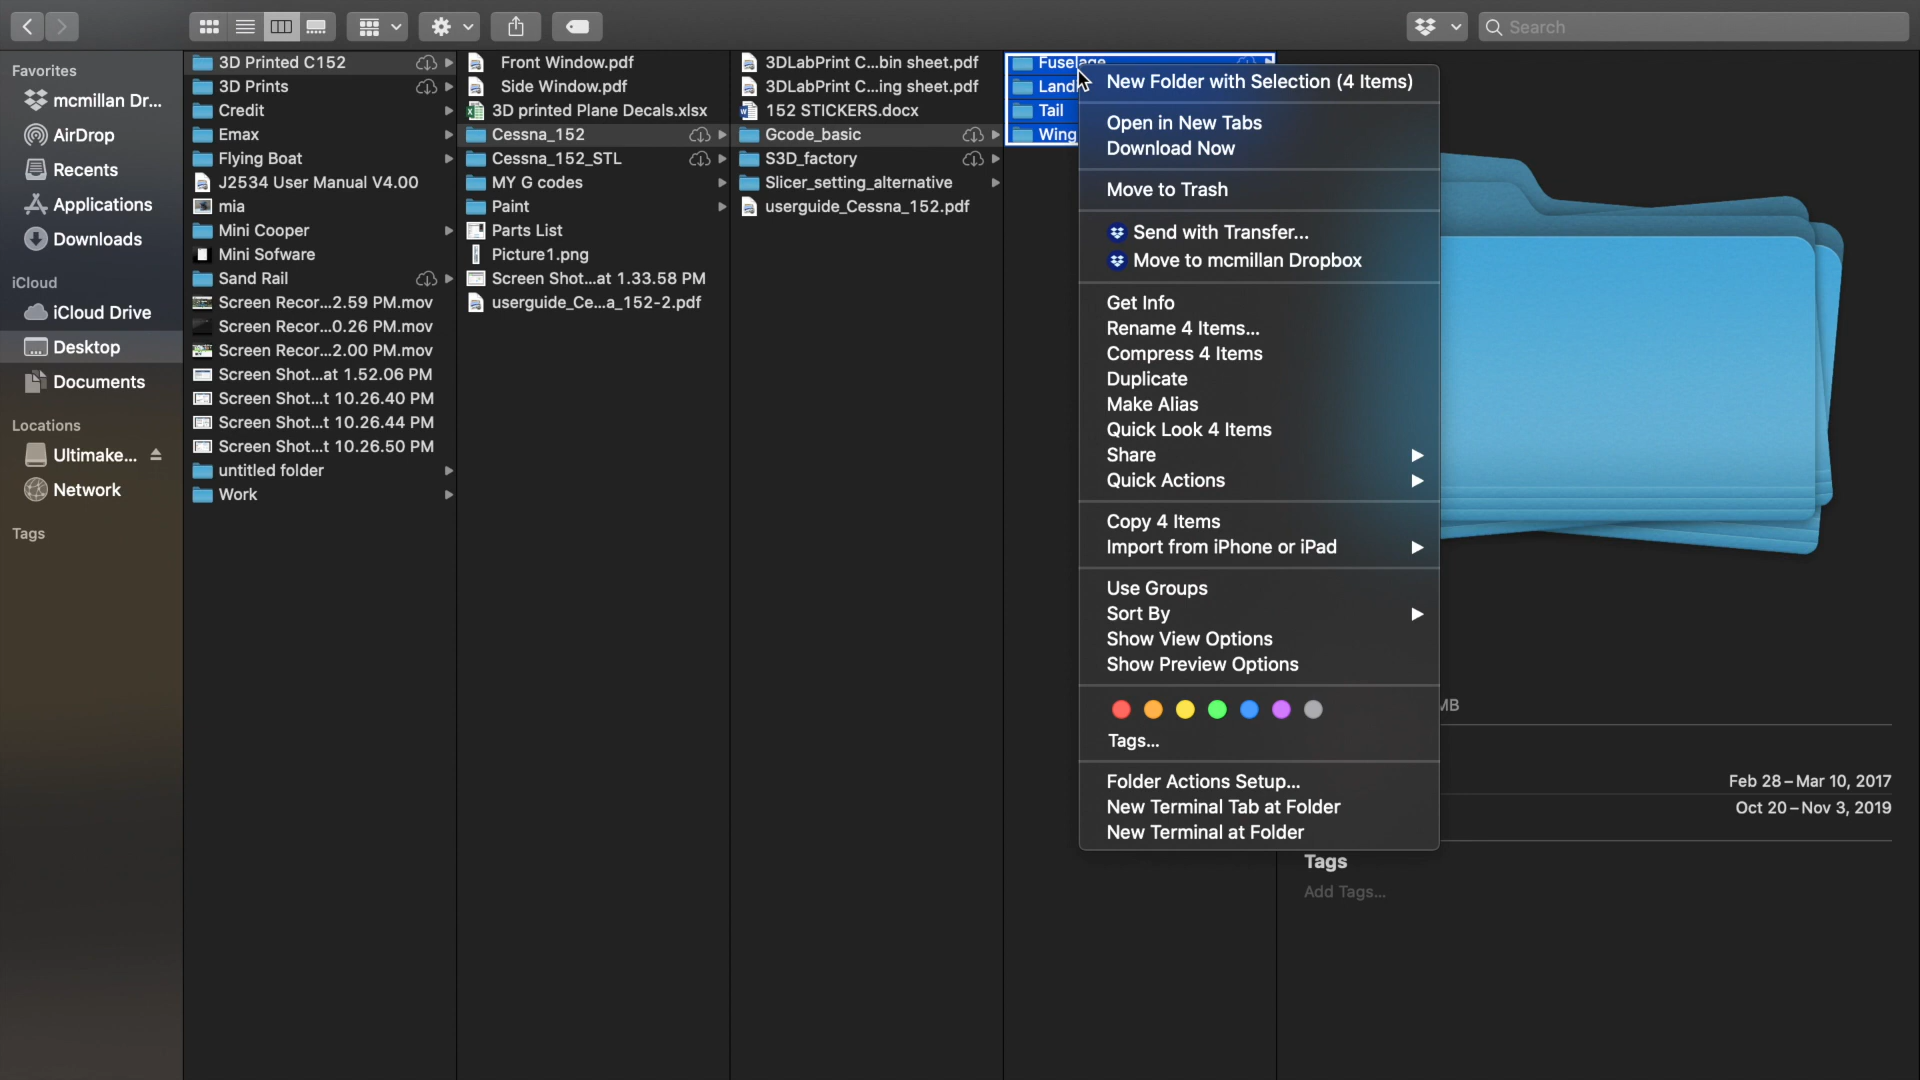 Search
Favorites
mcmillan Dr...
AirDrop
Recents
Applications
Downloads
iCloud
iCloud Drive
Desktop
Documents
Locations
Ultimake...
Network
Tags
3D Printed C152
3D Prints
Credit
Emax
Flying Boat
J2534 User Manual V4.00
mia
Mini Cooper
Mini Sofware
Sand Rail
Screen Recor...2.59 PM.mov
Screen Recor...0.26 PM.mov
Screen Recor...2.00 PM.mov
Screen Shot...at 1.52.06 PM
Screen Shot...t 10.26.40 PM
Screen Shot...t 10.26.44 PM
Screen Shot...t 10.26.50 PM
untitled folder
Work
Front Window.pdf
Side Window.pdf
3D printed Plane Decals.xlsx
Cessna_152
Cessna_152_STL
MY G codes
Paint
Parts List
Picture1.png
Screen Shot...at 1.33.58 PM
userguide_Ce...a_152-2.pdf
3DLabPrint C...bin sheet.pdf
3DLabPrint C...ing sheet.pdf
152 STICKERS.docx
Gcode_basic
S3D_factory
Slicer_setting_alternative
userguide_Cessna_152.pdf
Fuselage
Land
Tail
Wing
New Folder with Selection (4 Items)
Open in New Tabs
Download Now
Move to Trash
Send with Transfer...
Move to mcmillan Dropbox
Get Info
Rename 4 Items...
Compress 4 Items
Duplicate
Make Alias
Quick Look 4 Items
Share
Quick Actions
Copy 4 Items
Import from iPhone or iPad
Use Groups
Sort By
Show View Options
Show Preview Options
Tags...
Folder Actions Setup...
New Terminal Tab at Folder
New Terminal at Folder
MB
Feb 28 – Mar 10, 2017
Oct 20 – Nov 3, 2019
Tags
Add Tags...